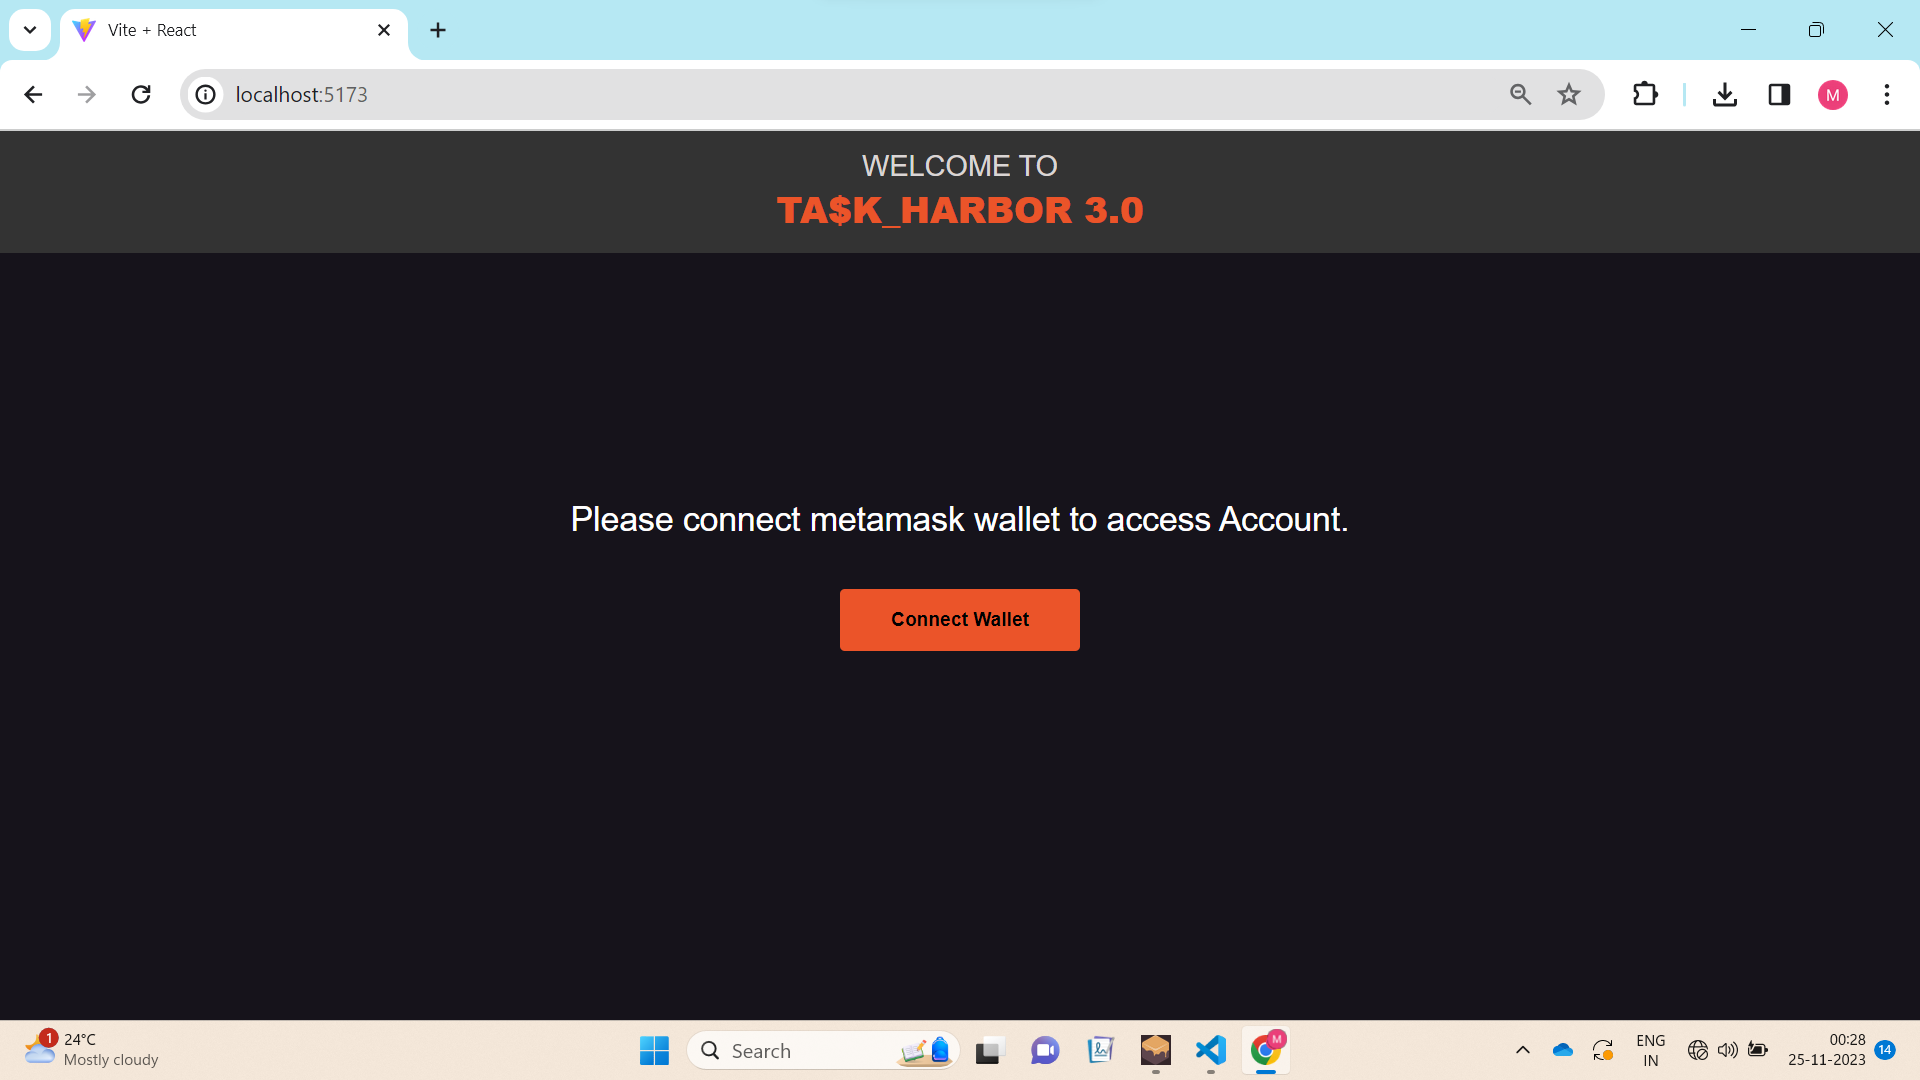 Vite + React
localhost:5173
M
WELCOME TO
TA$K_HARBOR 3.0
Please connect metamask wallet to access Account.
Connect Wallet
1
24°C
Mostly cloudy
Search
M
ENG
IN
00:28
25-11-2023
14